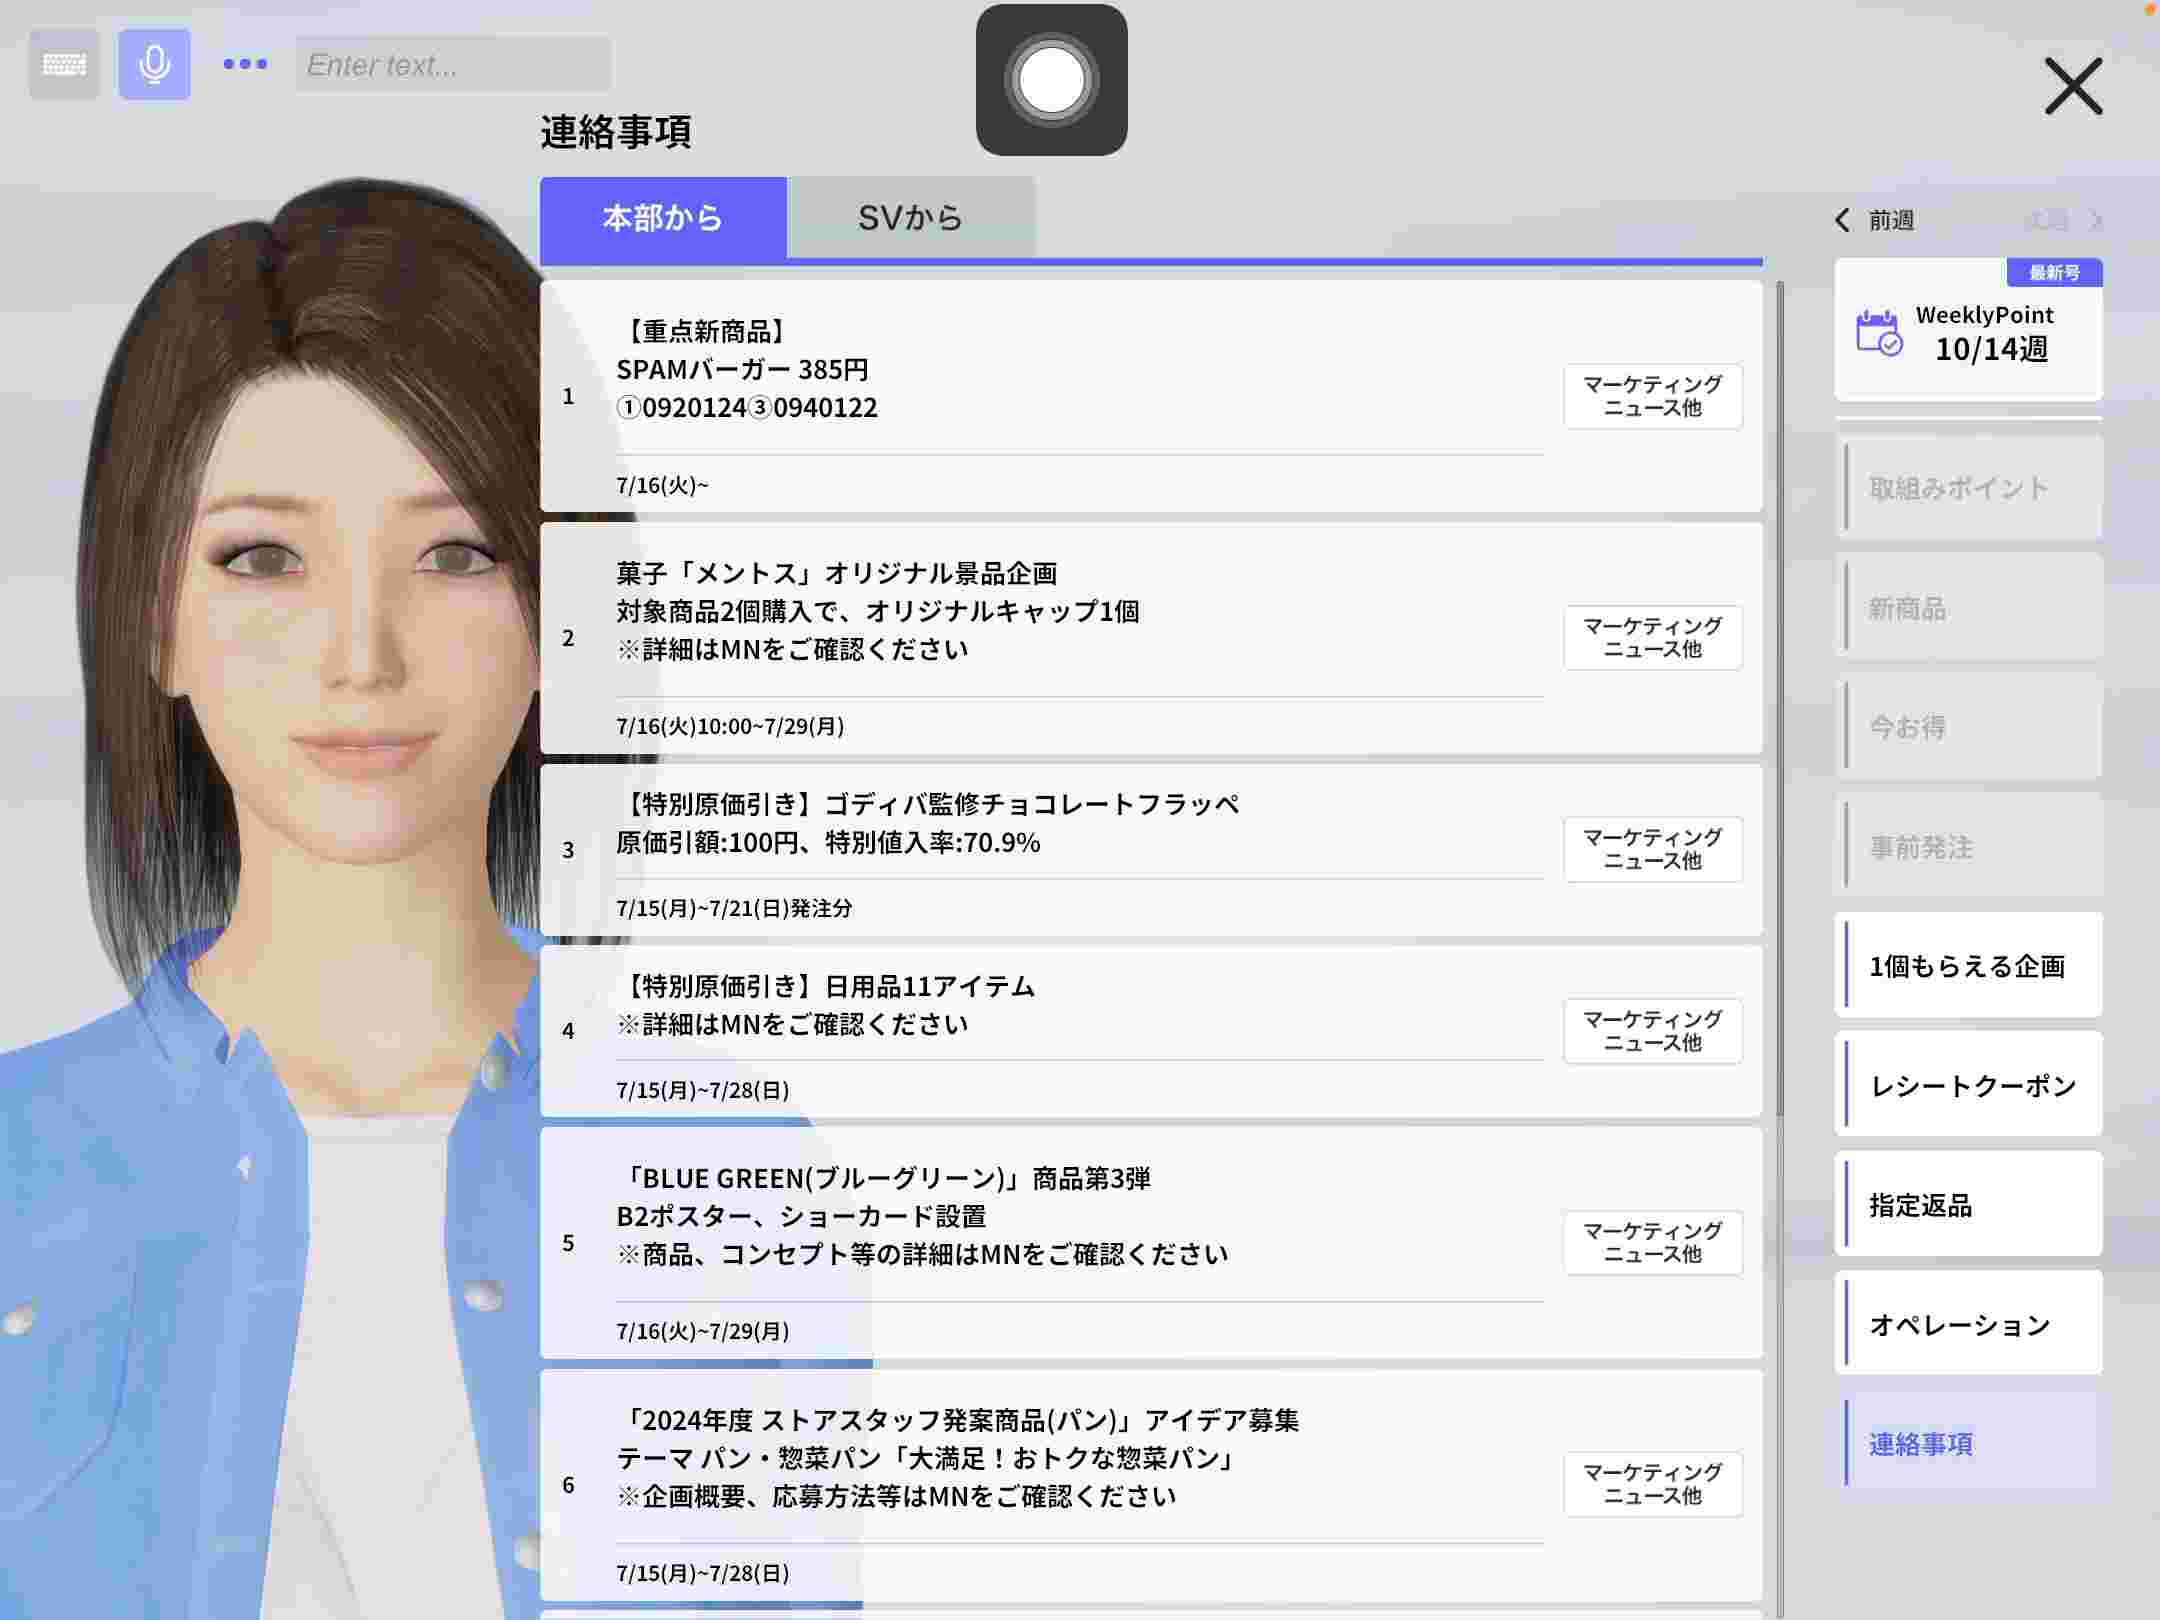 Enter text...
連絡事項
本部から
SVから
【重点新商品】
SPAMバーガー 385円
①0920124③0940122
1
マーケティング
ニュース他
7/16(火)~
菓子「メントス」オリジナル景品企画
対象商品2個購入で、オリジナルキャップ1個
※詳細はMNをご確認ください
2
マーケティング
ニュース他
7/16(火)10:00~7/29(月)
【特別原価引き】ゴディバ監修チョコレートフラッペ
原価引額:100円、特別値入率:70.9%
3
マーケティング
ニュース他
7/15(月)~7/21(日)発注分
【特別原価引き】日用品11アイテム
※詳細はMNをご確認ください
4
マーケティング
ニュース他
7/15(月)~7/28(日)
「BLUE GREEN(ブルーグリーン)」商品第3弾
B2ポスター、ショーカード設置
※商品、コンセプト等の詳細はMNをご確認ください
5
マーケティング
ニュース他
7/16(火)~7/29(月)
「2024年度 ストアスタッフ発案商品(パン)」アイデア募集
テーマ パン・惣菜パン「大満足！おトクな惣菜パン」
※企画概要、応募方法等はMNをご確認ください
6
マーケティング
ニュース他
7/15(月)~7/28(日)
前週
最新号
WeeklyPoint
10/14週
取組みポイント
新商品
今お得
事前発注
1個もらえる企画
レシートクーポン
指定返品
オペレーション
連絡事項